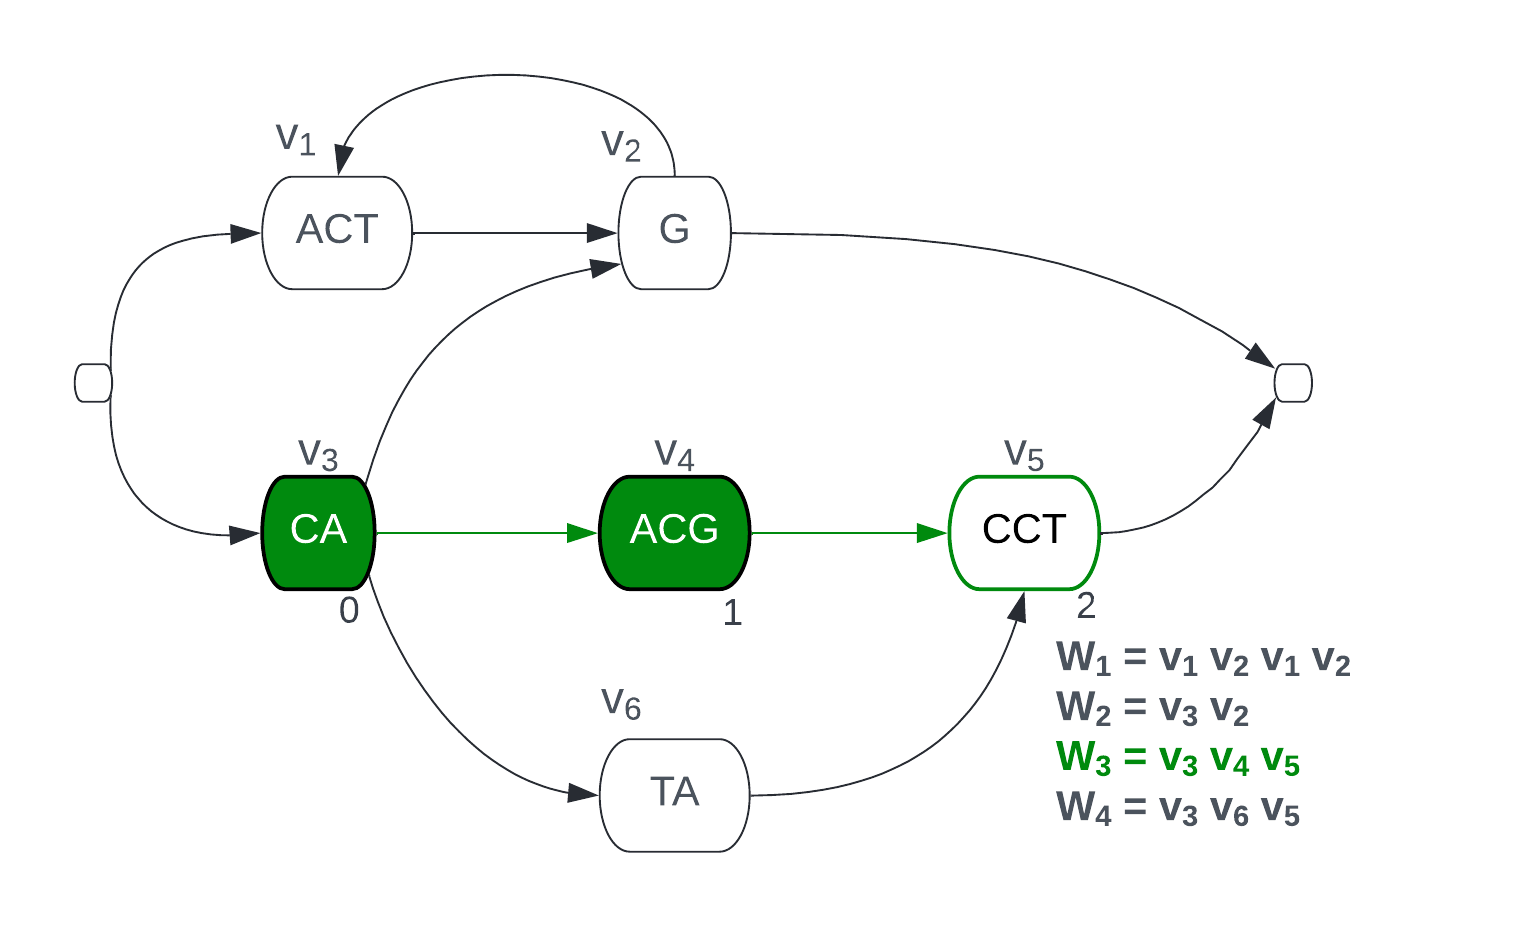 v₁
v₂
ACT
G
v₃
v₄
v₅
CA
ACG
CCT
0
1
2
W₁ = v₁ v₂ v₁ v₂
W₂ = v₃ v₂
W₃ = v₃ v₄ v₅
W₄ = v₃ v₆ v₅
v₆
TA